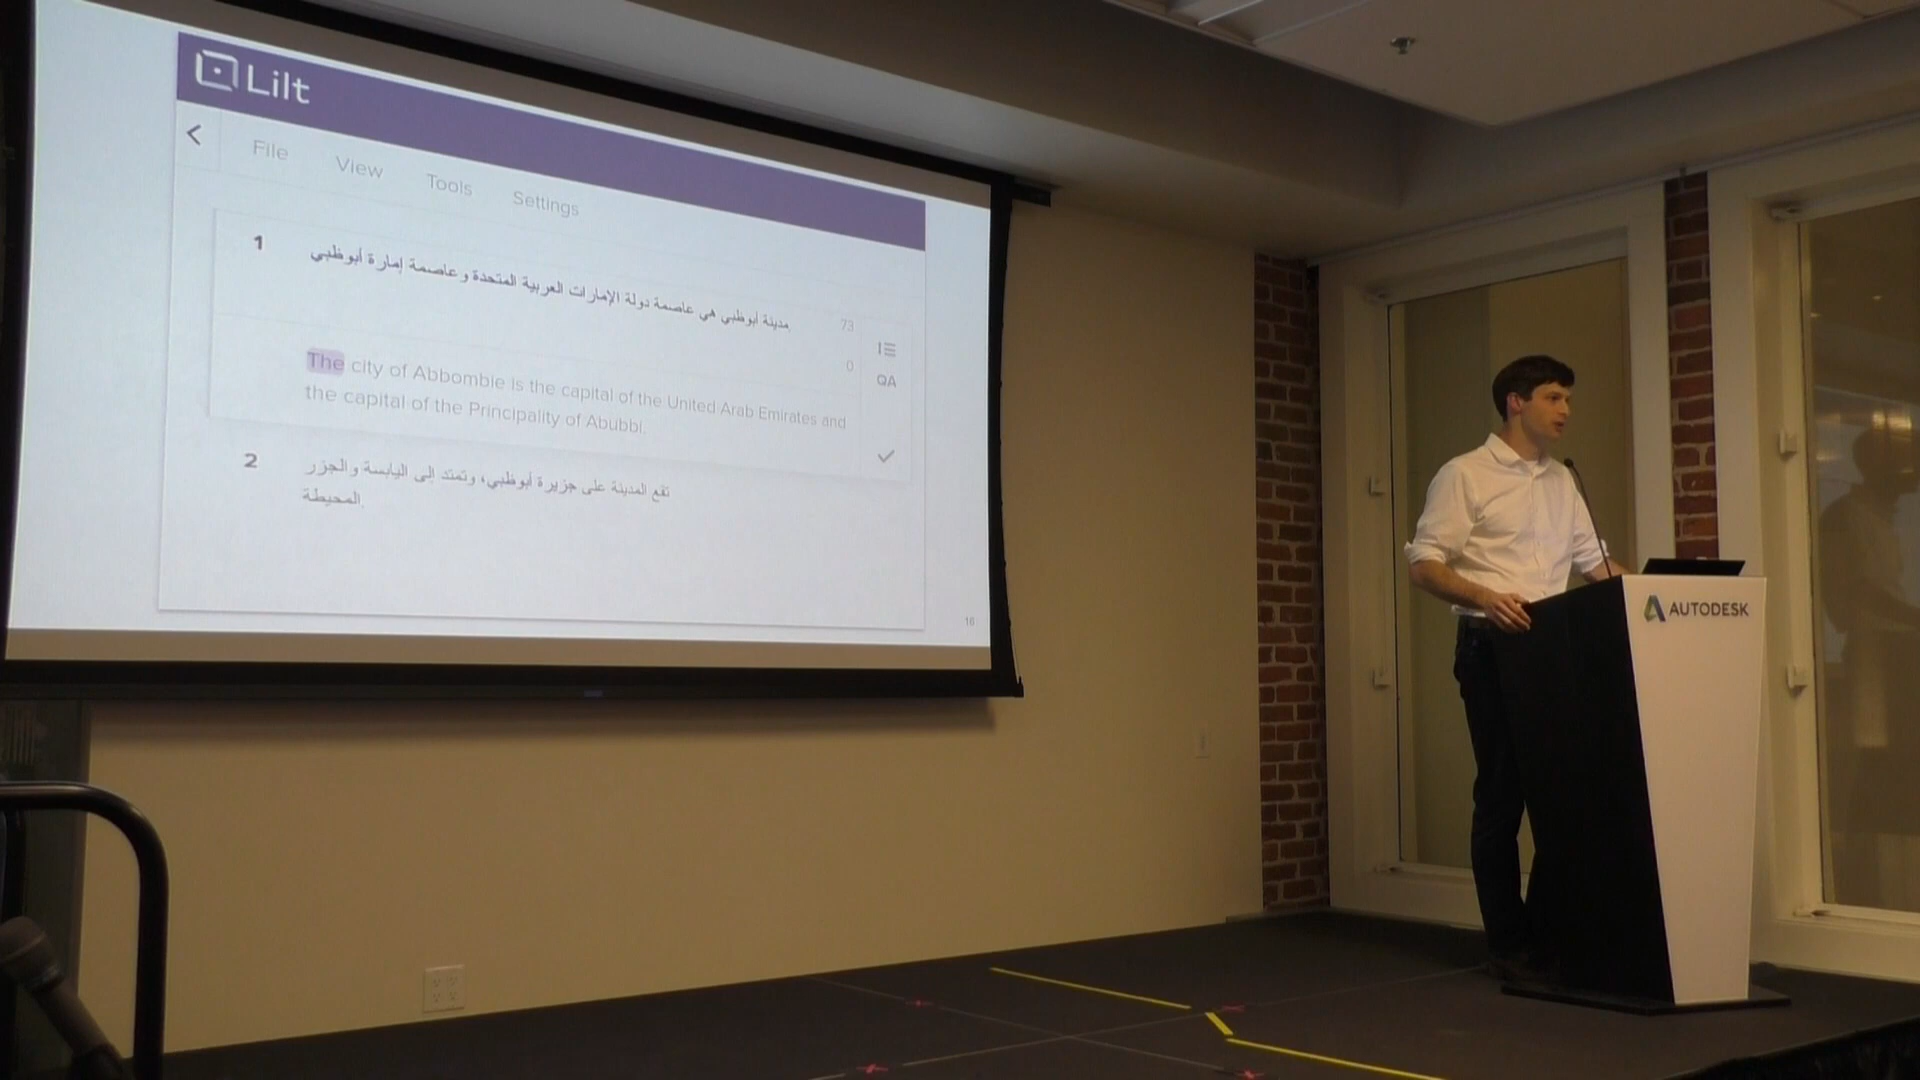 Lilt
File View Tools Settings
1
مدينة أبوظبي هي عاصمة دولة الإمارات العربية المتحدة وعاصمة إمارة أبوظبي
73
0
QA
The city of Abbombie is the capital of the United Arab Emirates and
the capital of the Principality of Abubbi.
2
تقع المدينة على جزيرة أبوظبي، وتمتد إلى اليابسة والجزر
المحيطة.
16
AUTODESK